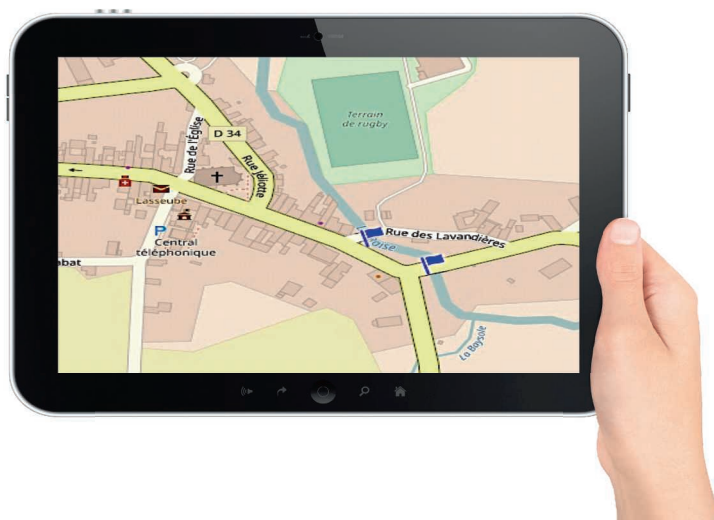 Terrain
de rugby
D 34
Rue de l'Église
Rue Jéliotte
Lasseube
P
Central
téléphonique
Rue des Lavandières
La Baysole